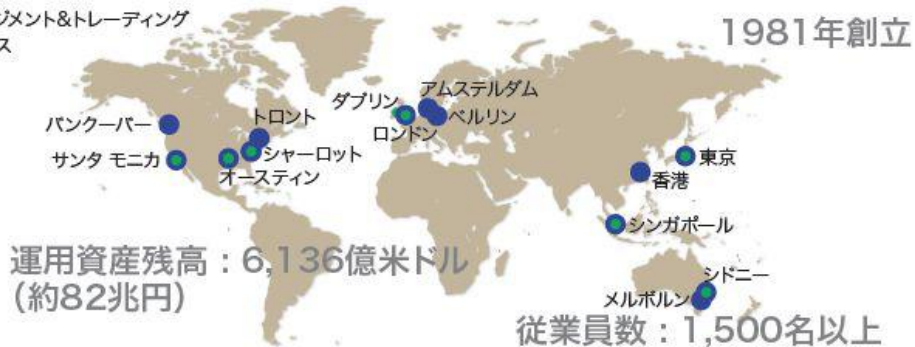 ジメント&トレーディング
ス
1981年創立
アムステルダム
ダブリン
ベルリン
トロント
ロンドン
バンクーバー
シャーロット
サンタ モニカ
オースティン
東京
香港
シンガポール
運用資産残高：6,136億米ドル
（約82兆円）
シドニー
メルボルン
従業員数：1,500名以上